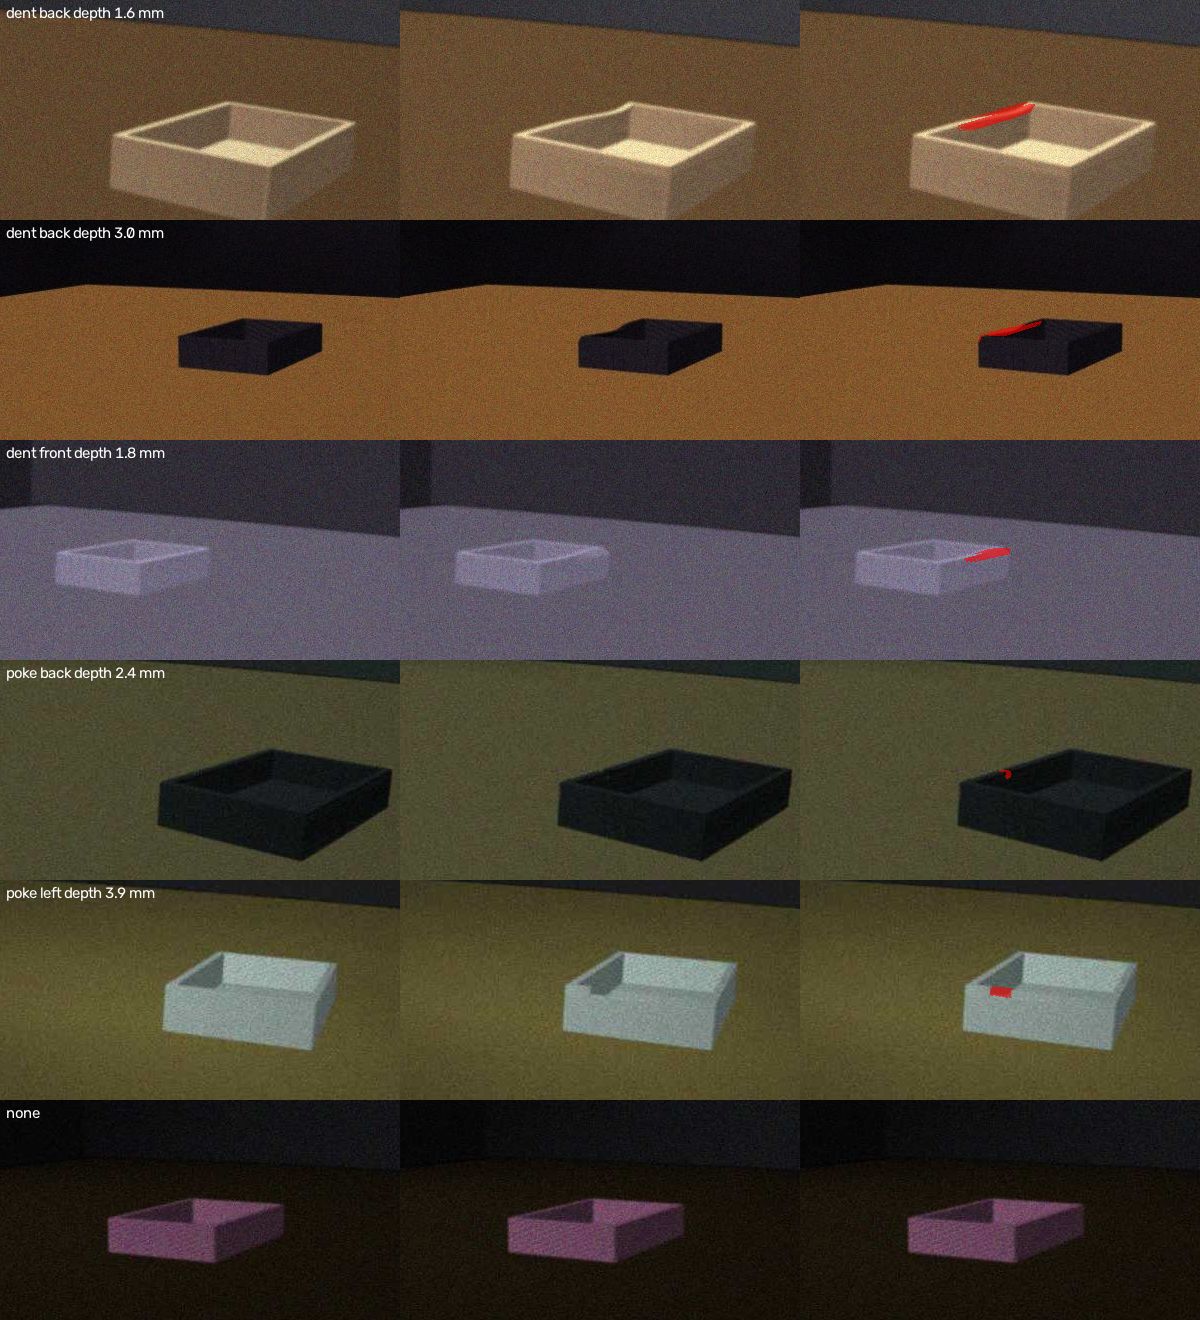 dent back depth 1.6 mm
dent back depth 3.0 mm
dent front depth 1.8 mm
poke back depth 2.4 mm
poke left depth 3.9 mm
none